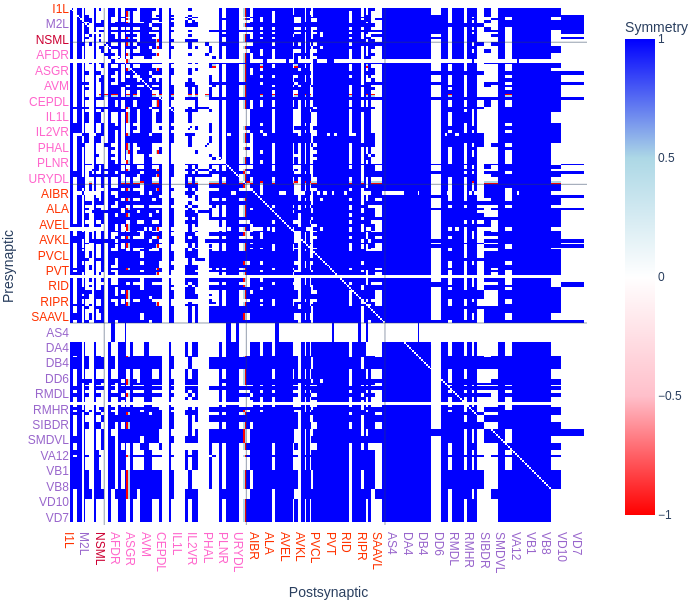 Symmetry
1
0.5
0
−0.5
−1
Presynaptic
I1L
M2L
NSML
AFDR
ASGR
AVM
CEPDL
IL1L
IL2VR
PHAL
PLNR
URYDL
AIBR
ALA
AVEL
AVKL
PVCL
PVT
RID
RIPR
SAAVL
AS4
DA4
DB4
DD6
RMDL
RMHR
SIBDR
SMDVL
VA12
VB1
VB8
VD10
VD7
I1L
M2L
NSML
AFDR
ASGR
AVM
CEPDL
IL1L
IL2VR
PHAL
PLNR
URYDL
AIBR
ALA
AVEL
AVKL
PVCL
PVT
RID
RIPR
SAAVL
AS4
DA4
DB4
DD6
RMDL
RMHR
SIBDR
SMDVL
VA12
VB1
VB8
VD10
VD7
Postsynaptic